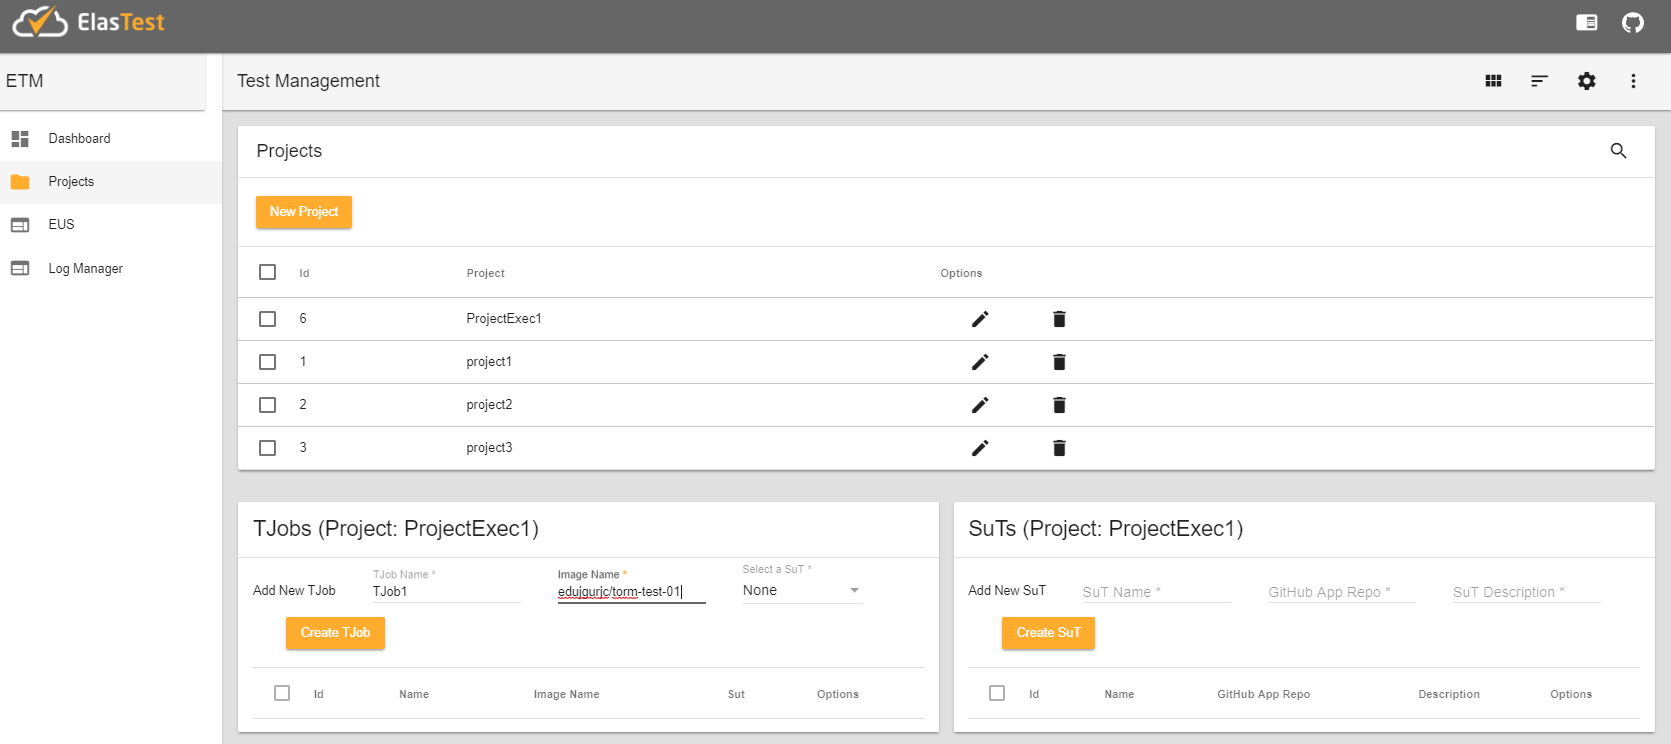 ElasTest
ETM
Test Management
Dashboard
Projects
EUS
Log Manager
Projects
New Project
Id Project Options
6 ProjectExec1
1 project1
2 project2
3 project3
TJobs (Project: ProjectExec1)
Add New TJob
TJob Name *
TJob1
Image Name *
edujgurjc/torm-test-01
Select a SuT *
None
Create TJob
Id Name Image Name Sut Options
SuTs (Project: ProjectExec1)
Add New SuT SuT Name * GitHub App Repo * SuT Description *
Create SuT
Id Name GitHub App Repo Description Options